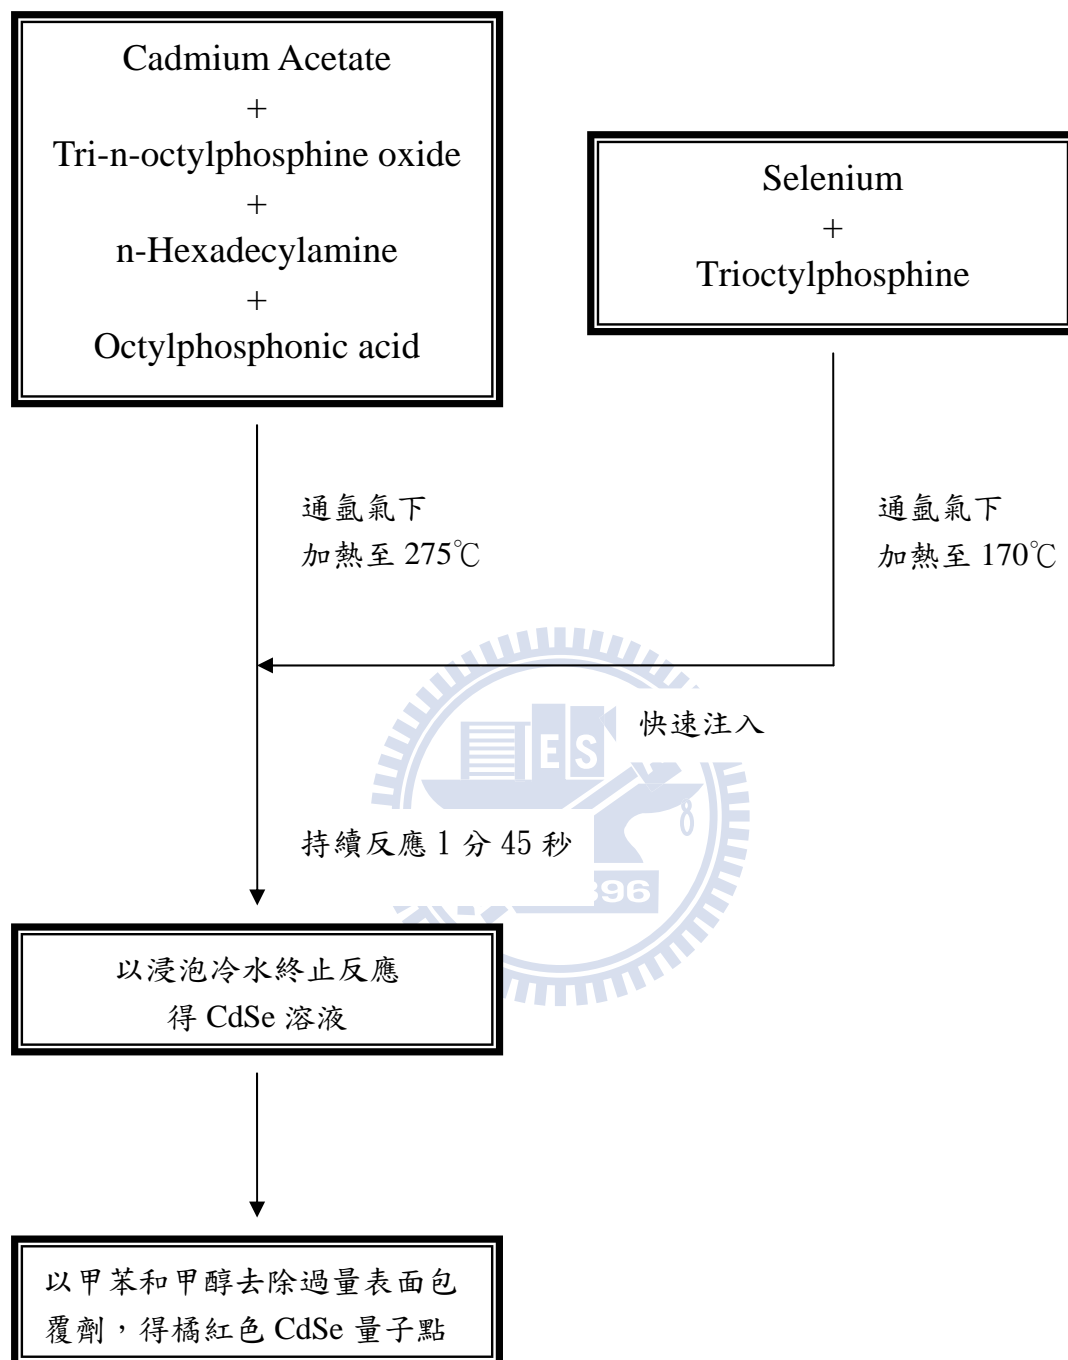 Cadmium Acetate
+
Tri-n-octylphosphine oxide
+
n-Hexadecylamine
+
Octylphosphonic acid
Selenium
+
Trioctylphosphine
通氬氣下
加熱至 275℃
通氬氣下
加熱至 170℃
快速注入
ES
持續反應 1 分 45 秒
896
以浸泡冷水終止反應
得 CdSe 溶液
以甲苯和甲醇去除過量表面包
覆劑，得橘紅色 CdSe 量子點